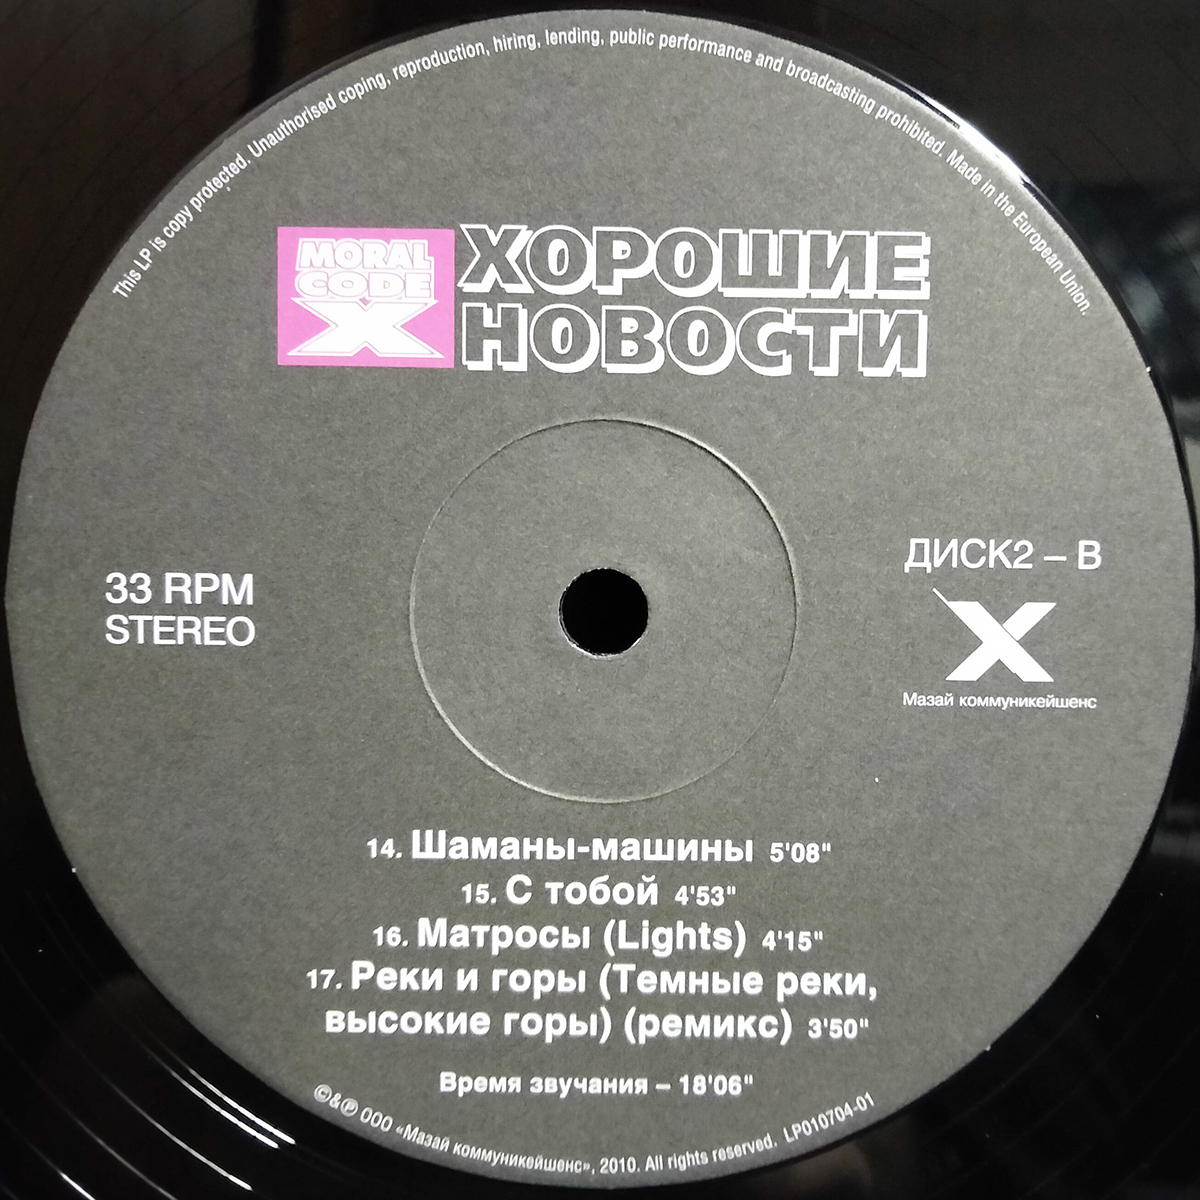 This LP is copy protected. Unauthorised coping, reproduction, hiring, lending, public performance and broadcasting prohibited. Made in the European Union.
MORAL
CODE
X
ХОРОШИЕ
НОВОСТИ
33 RPM
STEREO
ДИСК2 – В
X
Мазай коммуникейшенс
14. Шаманы-машины 5'08"
15. С тобой 4'53"
16. Матросы (Lights) 4'15"
17. Реки и горы (Темные реки,
высокие горы) (ремикс) 3'50"
Время звучания – 18'06"
©&℗ ООО «Мазай коммуникейшенс», 2010. All rights reserved. LP010704-01